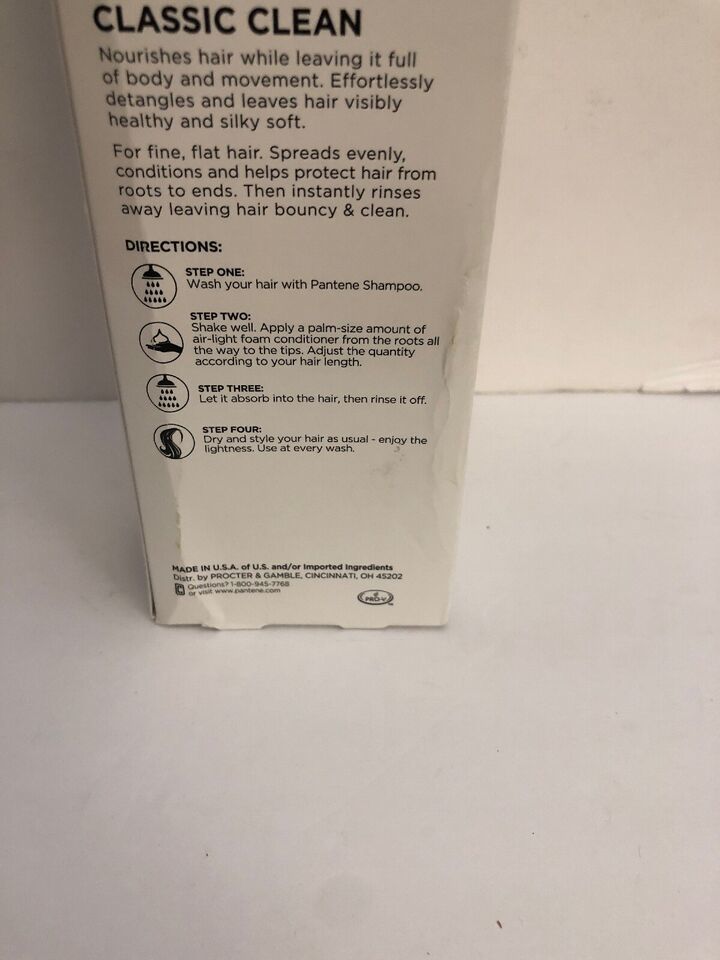 CLASSIC CLEAN
Nourishes hair while leaving it full
of body and movement. Effortlessly
detangles and leaves hair visibly
healthy and silky soft.
For fine, flat hair. Spreads evenly,
conditions and helps protect hair from
roots to ends. Then instantly rinses
away leaving hair bouncy & clean.
DIRECTIONS:
STEP ONE:
Wash your hair with Pantene Shampoo.
STEP TWO:
Shake well. Apply a palm-size amount of
air-light foam conditioner from the roots all
the way to the tips. Adjust the quantity
according to your hair length.
STEP THREE:
Let it absorb into the hair, then rinse it off.
STEP FOUR:
Dry and style your hair as usual - enjoy the
lightness. Use at every wash.
MADE IN U.S.A. of U.S. and/or Imported Ingredients
Distr. by PROCTER & GAMBLE, CINCINNATI, OH 45202
Questions? 1-800-945-7768
or visit www.pantene.com
PRO-V